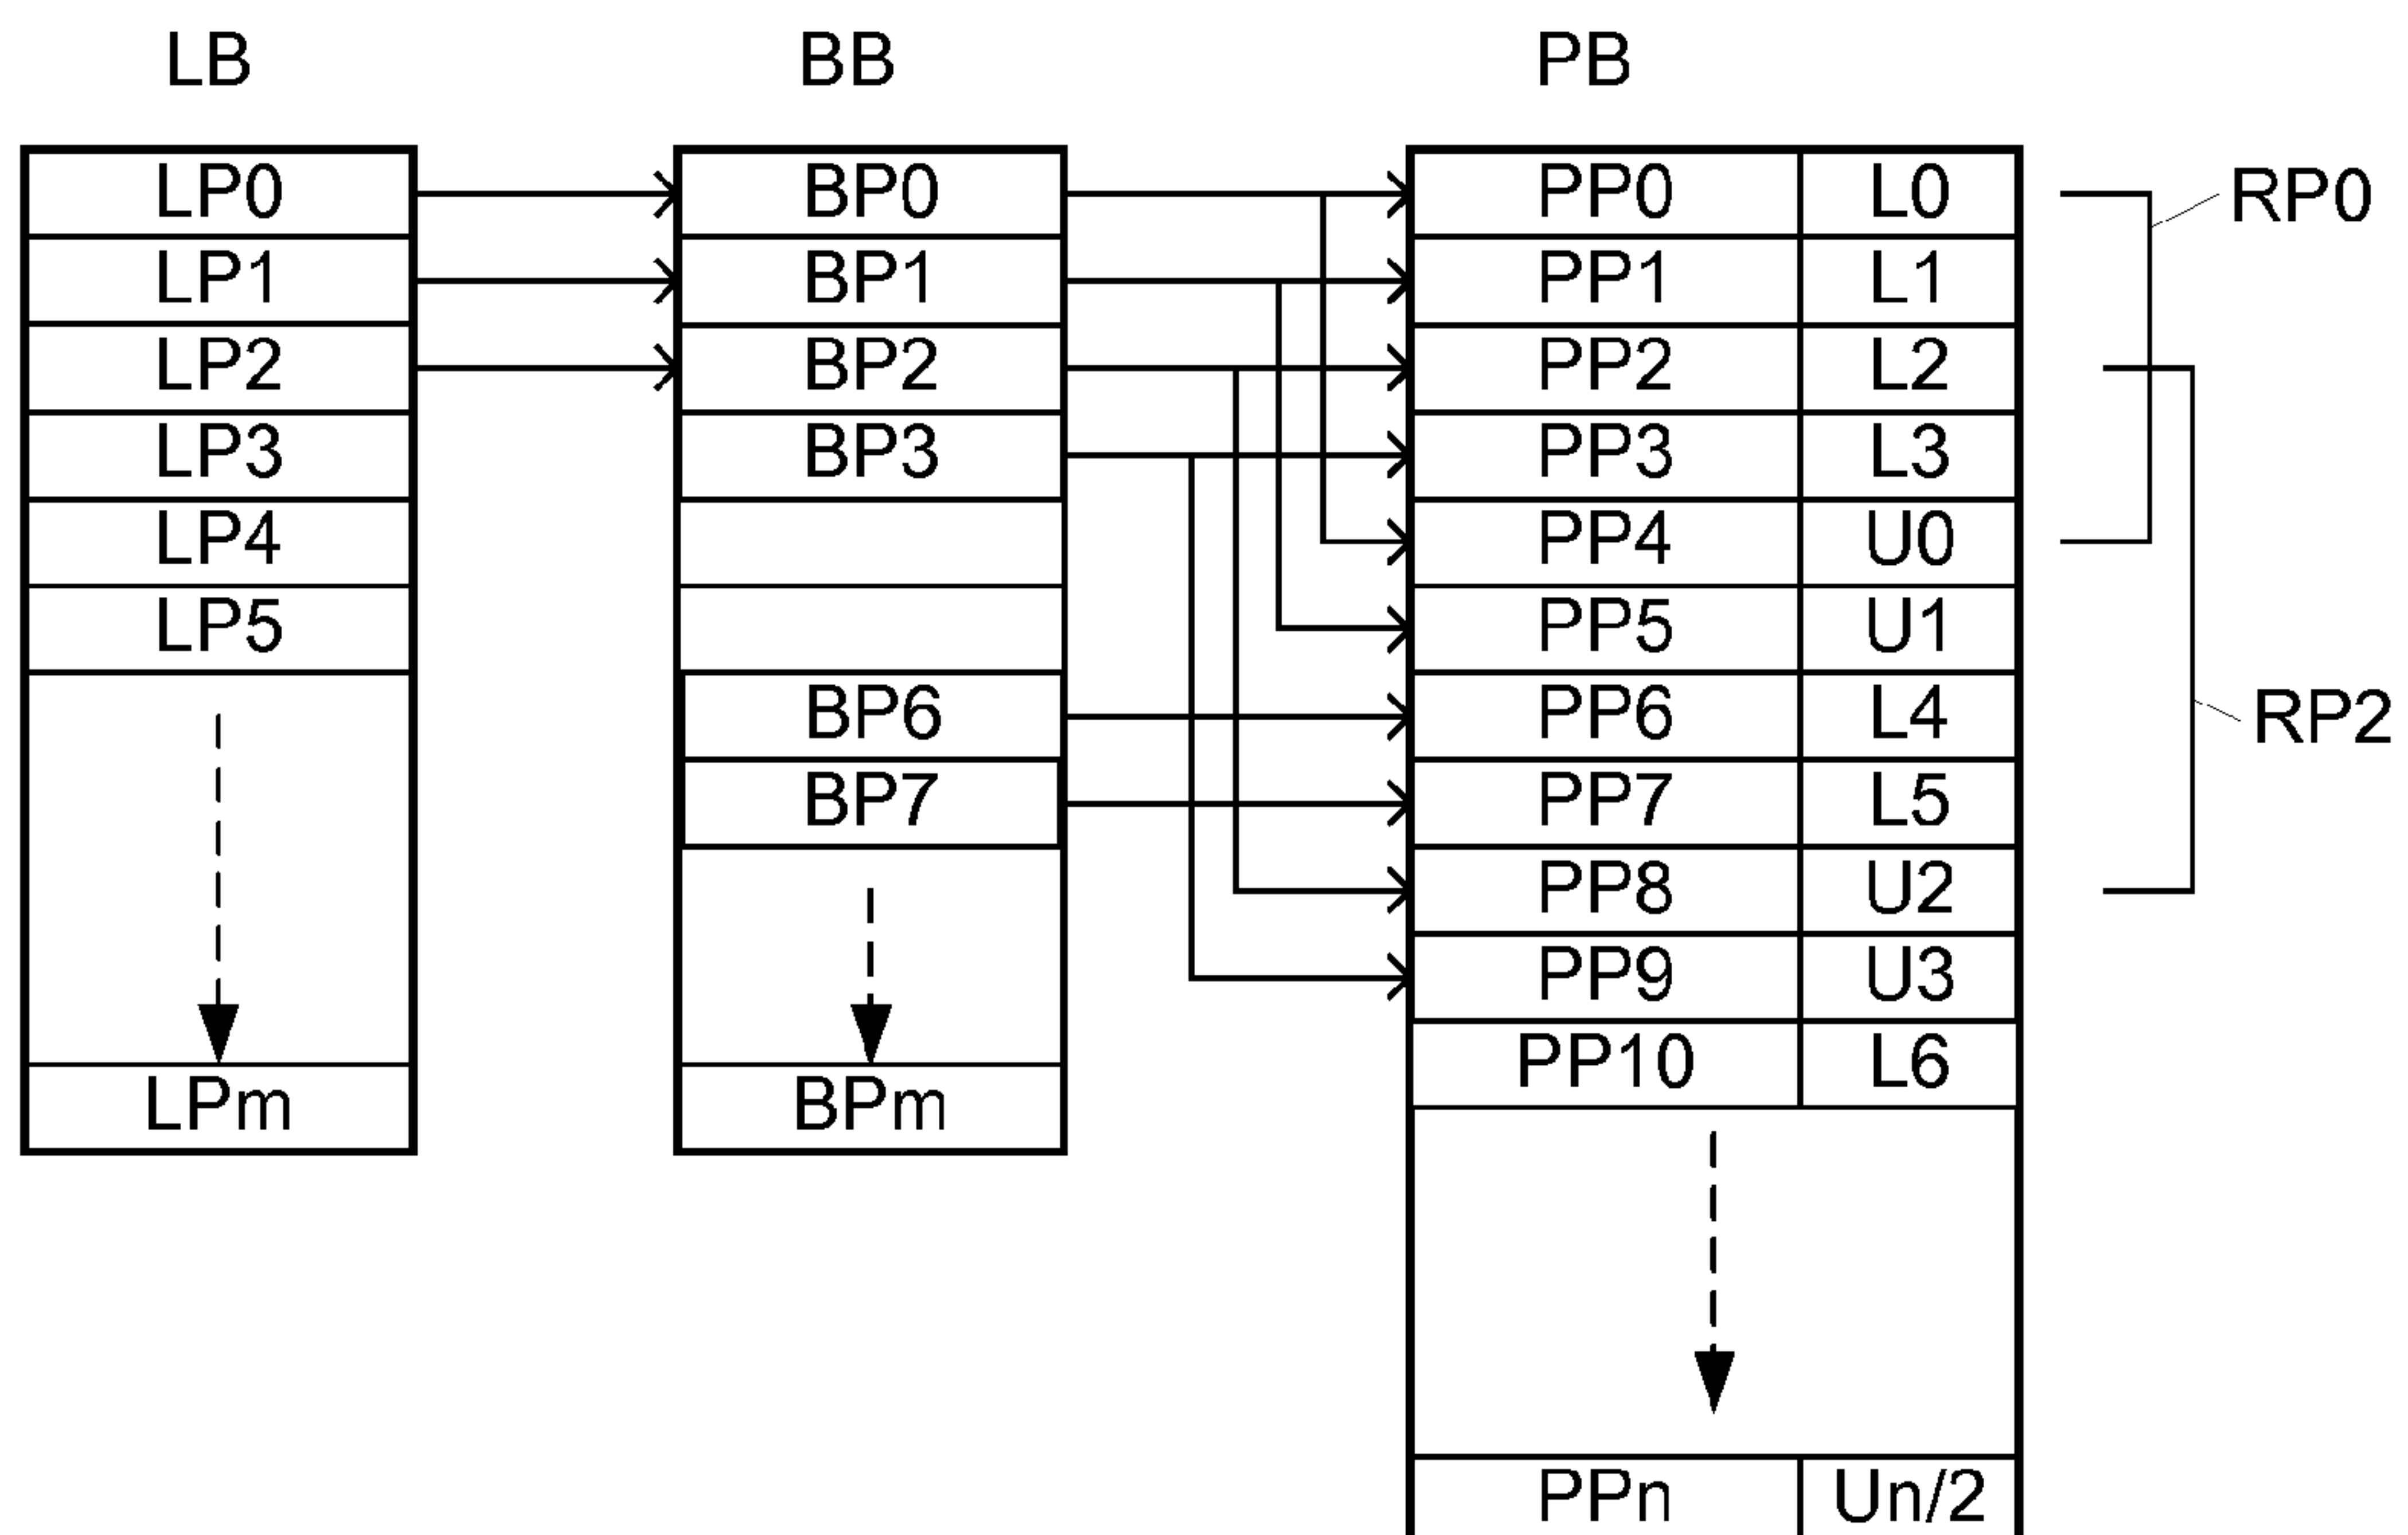 LB BB PB
LP0 BP0 PP0 L0 RP0
LP1 BP1 PP1 L1
LP2 BP2 PP2 L2
LP3 BP3 PP3 L3
LP4 PP4 U0
LP5 PP5 U1
BP6 PP6 L4 RP2
BP7 PP7 L5
PP8 U2
PP9 U3
PP10 L6
LPm BPm
PPn Un/2